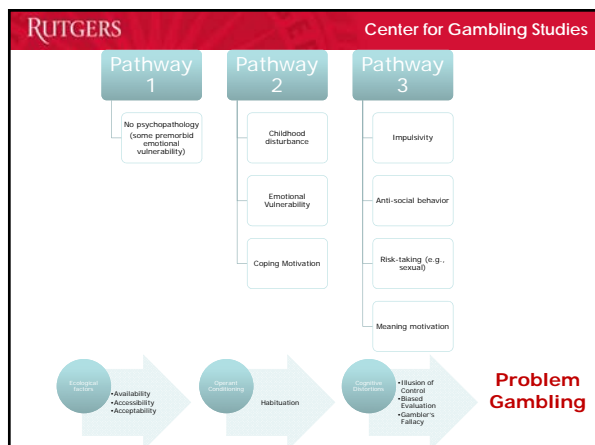 RUTGERS
Center for Gambling Studies
Pathway
1
No psychopathology
(some premorbid
emotional
vulnerability)
Pathway
2
Childhood
disturbance
Emotional
Vulnerability
Coping Motivation
Pathway
3
Impulsivity
Anti-social behavior
Risk-taking (e.g.,
sexual)
Meaning motivation
Ecological
Factors
•Availability
•Accessibility
•Acceptability
Operant
Conditioning
Habituation
Cognitive
Distortions
•Illusion of
Control
•Biased
Evaluation
•Gambler's
Fallacy
Problem
Gambling